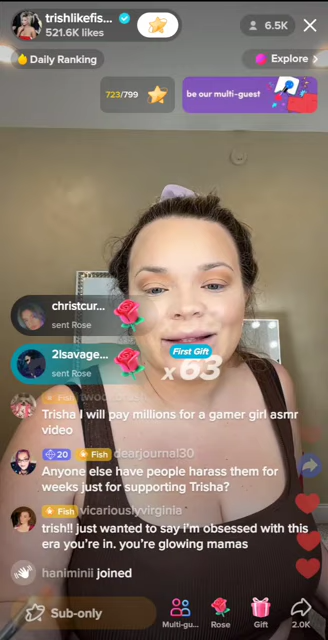 trishlikefis...
521.6K likes
6.5K
Daily Ranking
Explore
723/799
be our multi-guest
christcur...
sent Rose
First Gift
2lsavage...
sent Rose
x63
Fish
Trisha I will pay millions for a gamer girl asmr
video
20 Fish dearjournal30
Anyone else have people harass them for
weeks just for supporting Trisha?
Fish vicariouslyvirginia
trish!! just wanted to say i'm obsessed with this
era you're in. you're glowing mamas
haniminii joined
Sub-only
Multi-gu...
Rose
Gift
2.0K